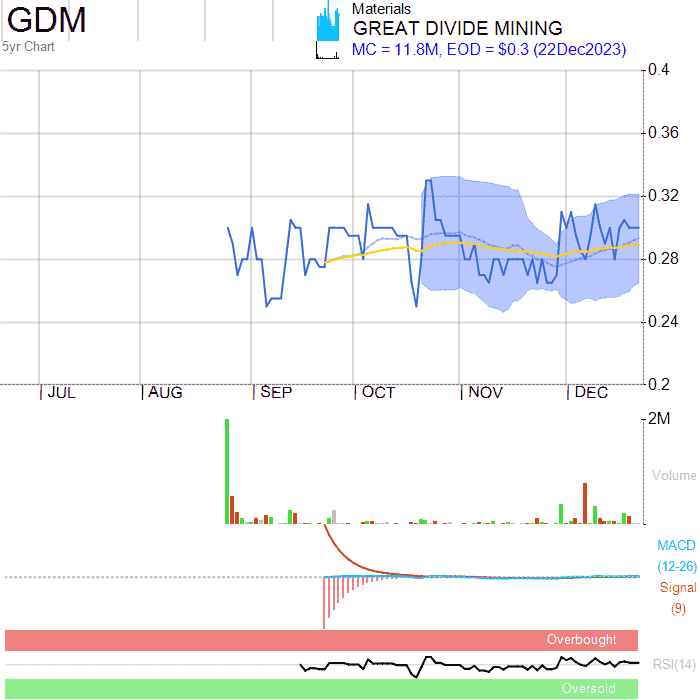 GDM
5yr Chart
Materials
GREAT DIVIDE MINING
MC = 11.8M, EOD = $0.3 (22Dec2023)
0.4
0.36
0.32
0.28
0.24
0.2
JUL AUG SEP OCT NOV DEC
2M
Volume
MACD
(12-26)
Signal
(9)
Overbought
RSI(14)
Oversold